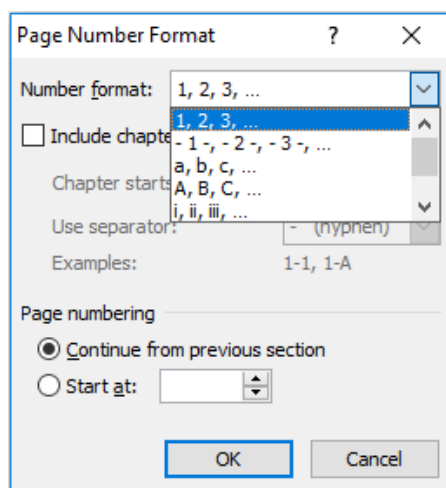 Page Number Format ?
Number format: 1, 2, 3, ...
1, 2, 3, ...
Include chapte
- 1 -, - 2 -, - 3 -, ...
a, b, c, ...
Chapter starts
A, B, C, ...
i, ii, iii, ...
Use separator: - (hyphen)
Examples: 1-1, 1-A
Page numbering
Continue from previous section
Start at:
OK Cancel